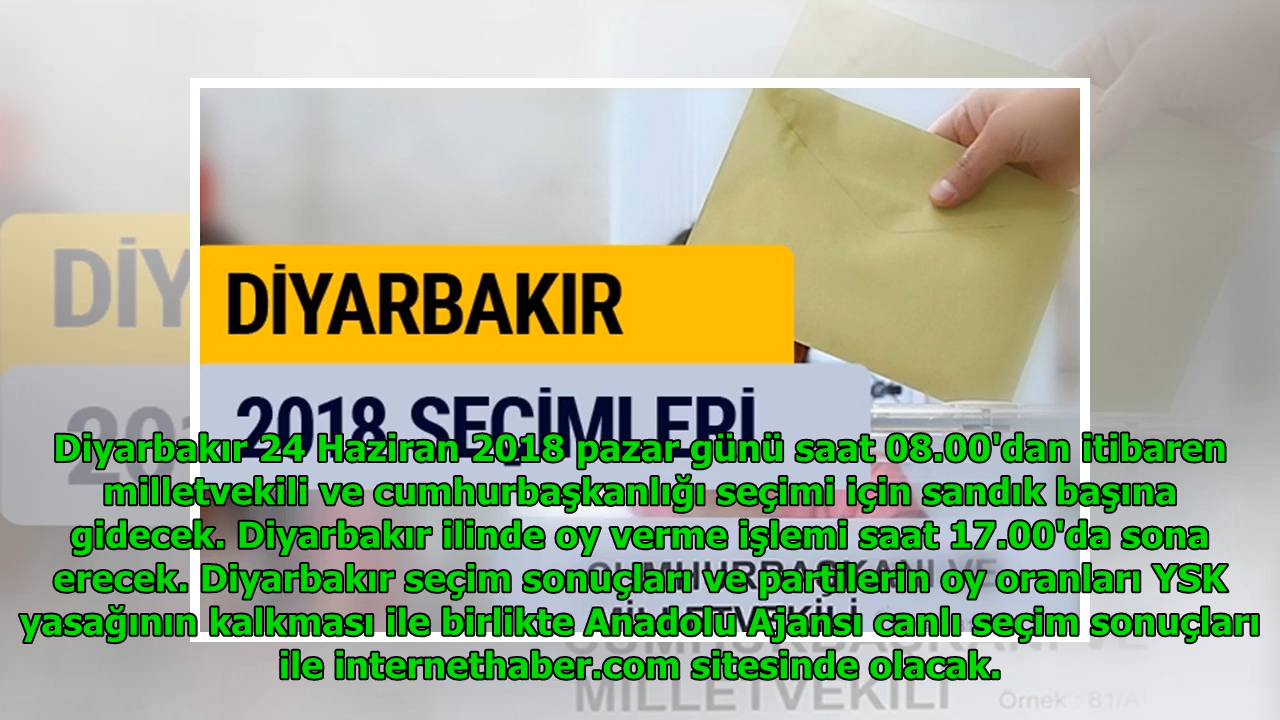 DİYARBAKIR
2018 SEÇİMLERİ
Diyarbakır 24 Haziran 2018 pazar günü saat 08.00'dan itibaren
milletvekili ve cumhurbaşkanlığı seçimi için sandık başına
gidecek. Diyarbakır ilinde oy verme işlemi saat 17.00'da sona
erecek. Diyarbakır seçim sonuçları ve partilerin oy oranları YSK
yasağının kalkması ile birlikte Anadolu Ajansı canlı seçim sonuçları
ile internethaber.com sitesinde olacak.
CUMHURBAŞKANI VE
MİLLETVEKİLİ
Örnek : 81/A